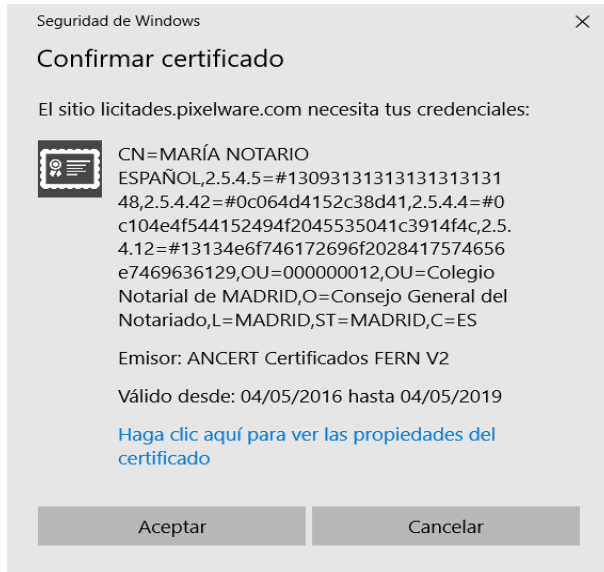 Seguridad de Windows
Confirmar certificado
El sitio licitades.pixelware.com necesita tus credenciales:
CN=MARÍA NOTARIO
ESPAÑOL,2.5.4.5=#13093131313131313131
48,2.5.4.42=#0c064d4152c38d41,2.5.4.4=#0
c104e4f544152494f2045535041c3914f4c,2.5.
4.12=#13134e6f746172696f2028417574656
e7469636129,OU=000000012,OU=Colegio
Notarial de MADRID,O=Consejo General del
Notariado,L=MADRID,ST=MADRID,C=ES
Emisor: ANCERT Certificados FERN V2
Válido desde: 04/05/2016 hasta 04/05/2019
Haga clic aquí para ver las propiedades del
certificado
Aceptar
Cancelar